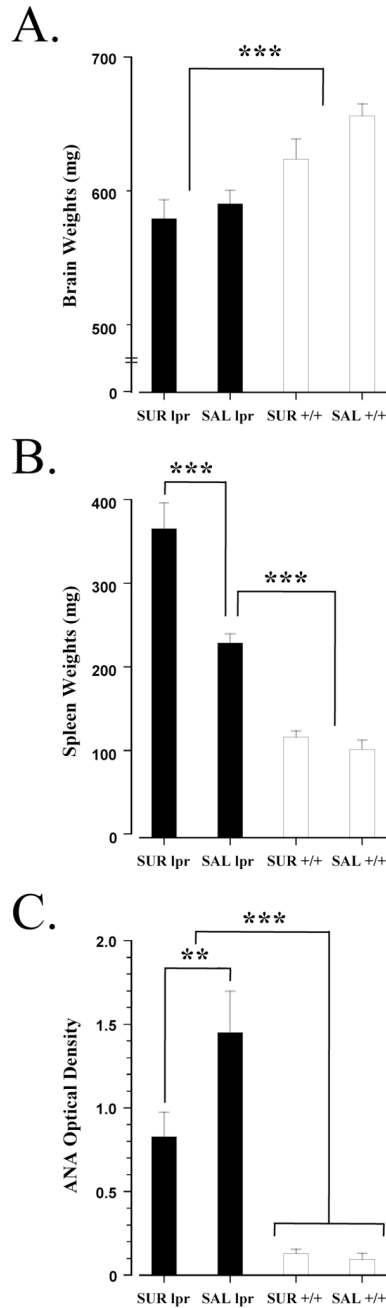 A.
***
700
600
500
0
Brain Weights (mg)
SUR lpr SAL lpr SUR +/+ SAL +/+
B.
***
***
400
300
200
100
0
Spleen Weights (mg)
SUR lpr SAL lpr SUR +/+ SAL +/+
C.
***
**
2.0
1.5
1.0
0.5
0
ANA Optical Density
SUR lpr SAL lpr SUR +/+ SAL +/+